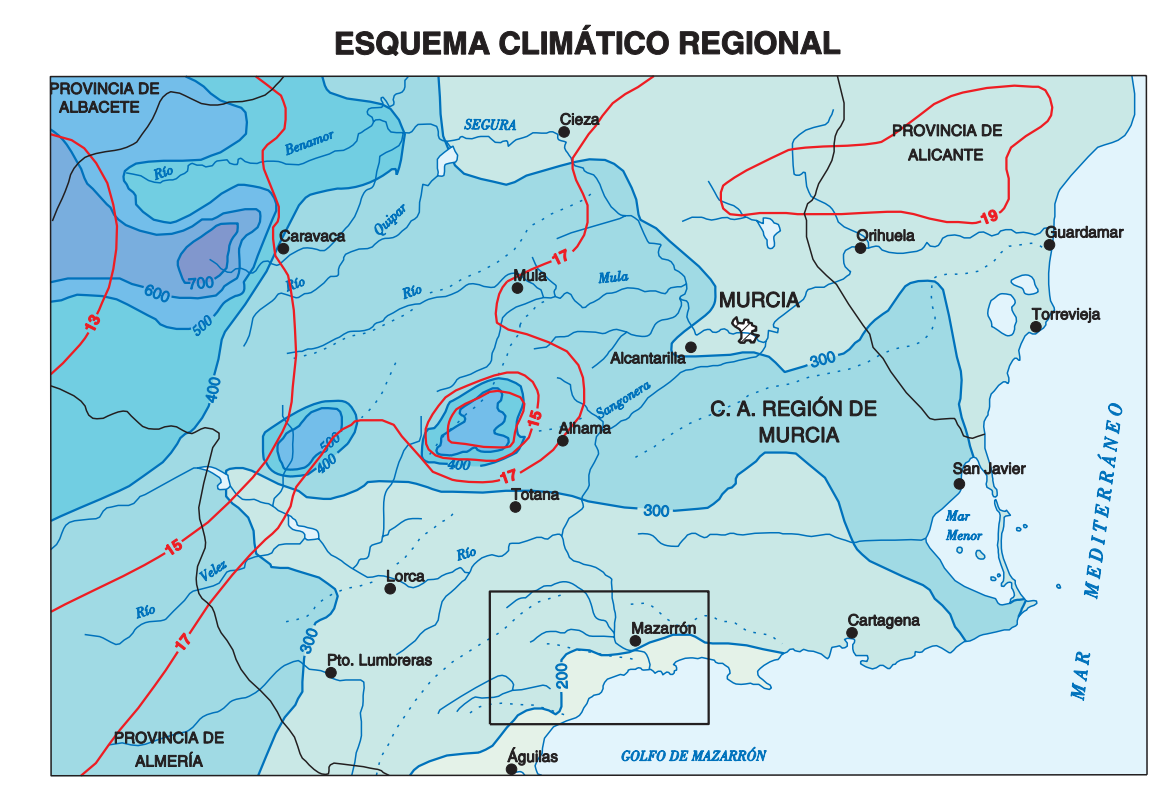 ESQUEMA CLIMÁTICO REGIONAL
PROVINCIA DE
ALBACETE
Cieza
SEGURA
Benamor
Río
PROVINCIA DE
ALICANTE
Quipar
19
Caravaca
Orihuela
Guardamar
17
Mula
Mula
Río
Río
700
600
500
MURCIA
Torrevieja
13
Alcantarilla
300
400
Sangonera
C. A. REGIÓN DE
MURCIA
15
Alhama
500
400
400
17
San Javier
Totana
300
Mar
Menor
MAR MEDITERRÁNEO
15
Río
Velez
Lorca
Río
Cartagena
Mazarrón
17
300
Pto. Lumbreras
200
PROVINCIA DE
ALMERÍA
Águilas
GOLFO DE MAZARRÓN